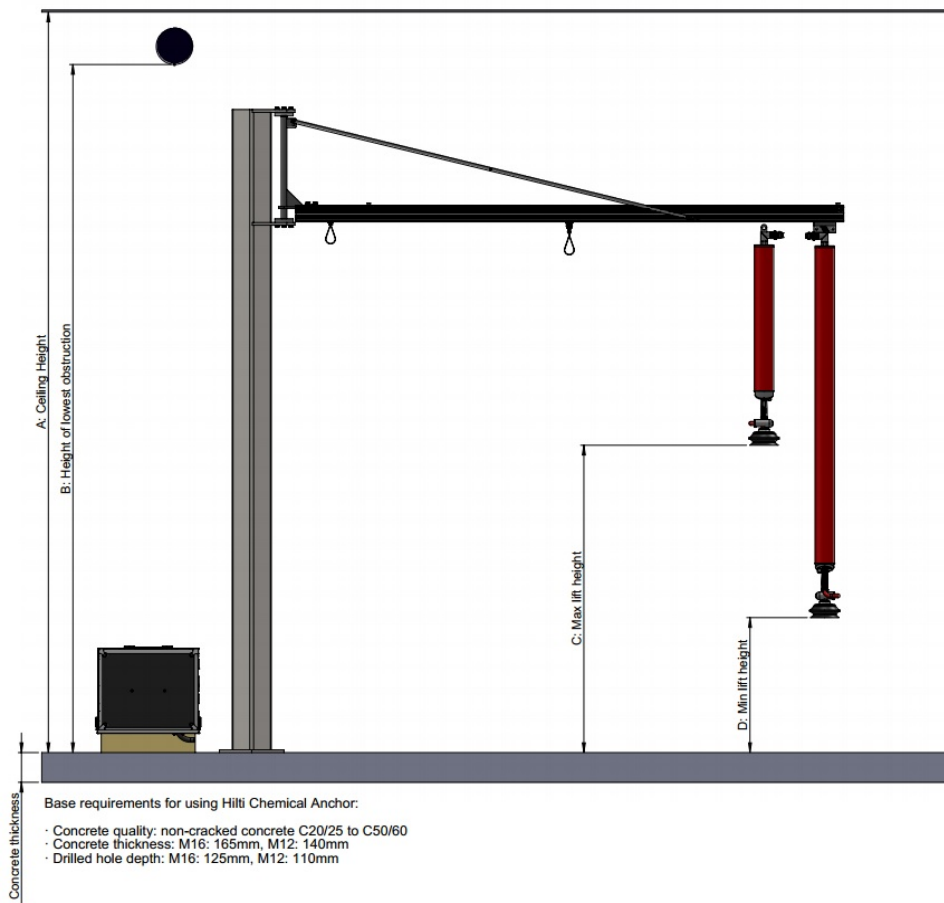 A: Ceiling Height
B: Height of lowest obstruction
C: Max lift height
D: Min lift height
Concrete thickness
Base requirements for using Hilti Chemical Anchor:
· Concrete quality: non-cracked concrete C20/25 to C50/60
· Concrete thickness: M16: 165mm, M12: 140mm
· Drilled hole depth: M16: 125mm, M12: 110mm